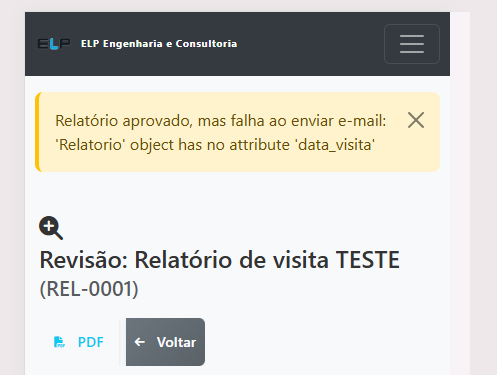 ELP ELP Engenharia e Consultoria
Relatório aprovado, mas falha ao enviar e-mail:
'Relatorio' object has no attribute 'data_visita'
Revisão: Relatório de visita TESTE
(REL-0001)
PDF Voltar